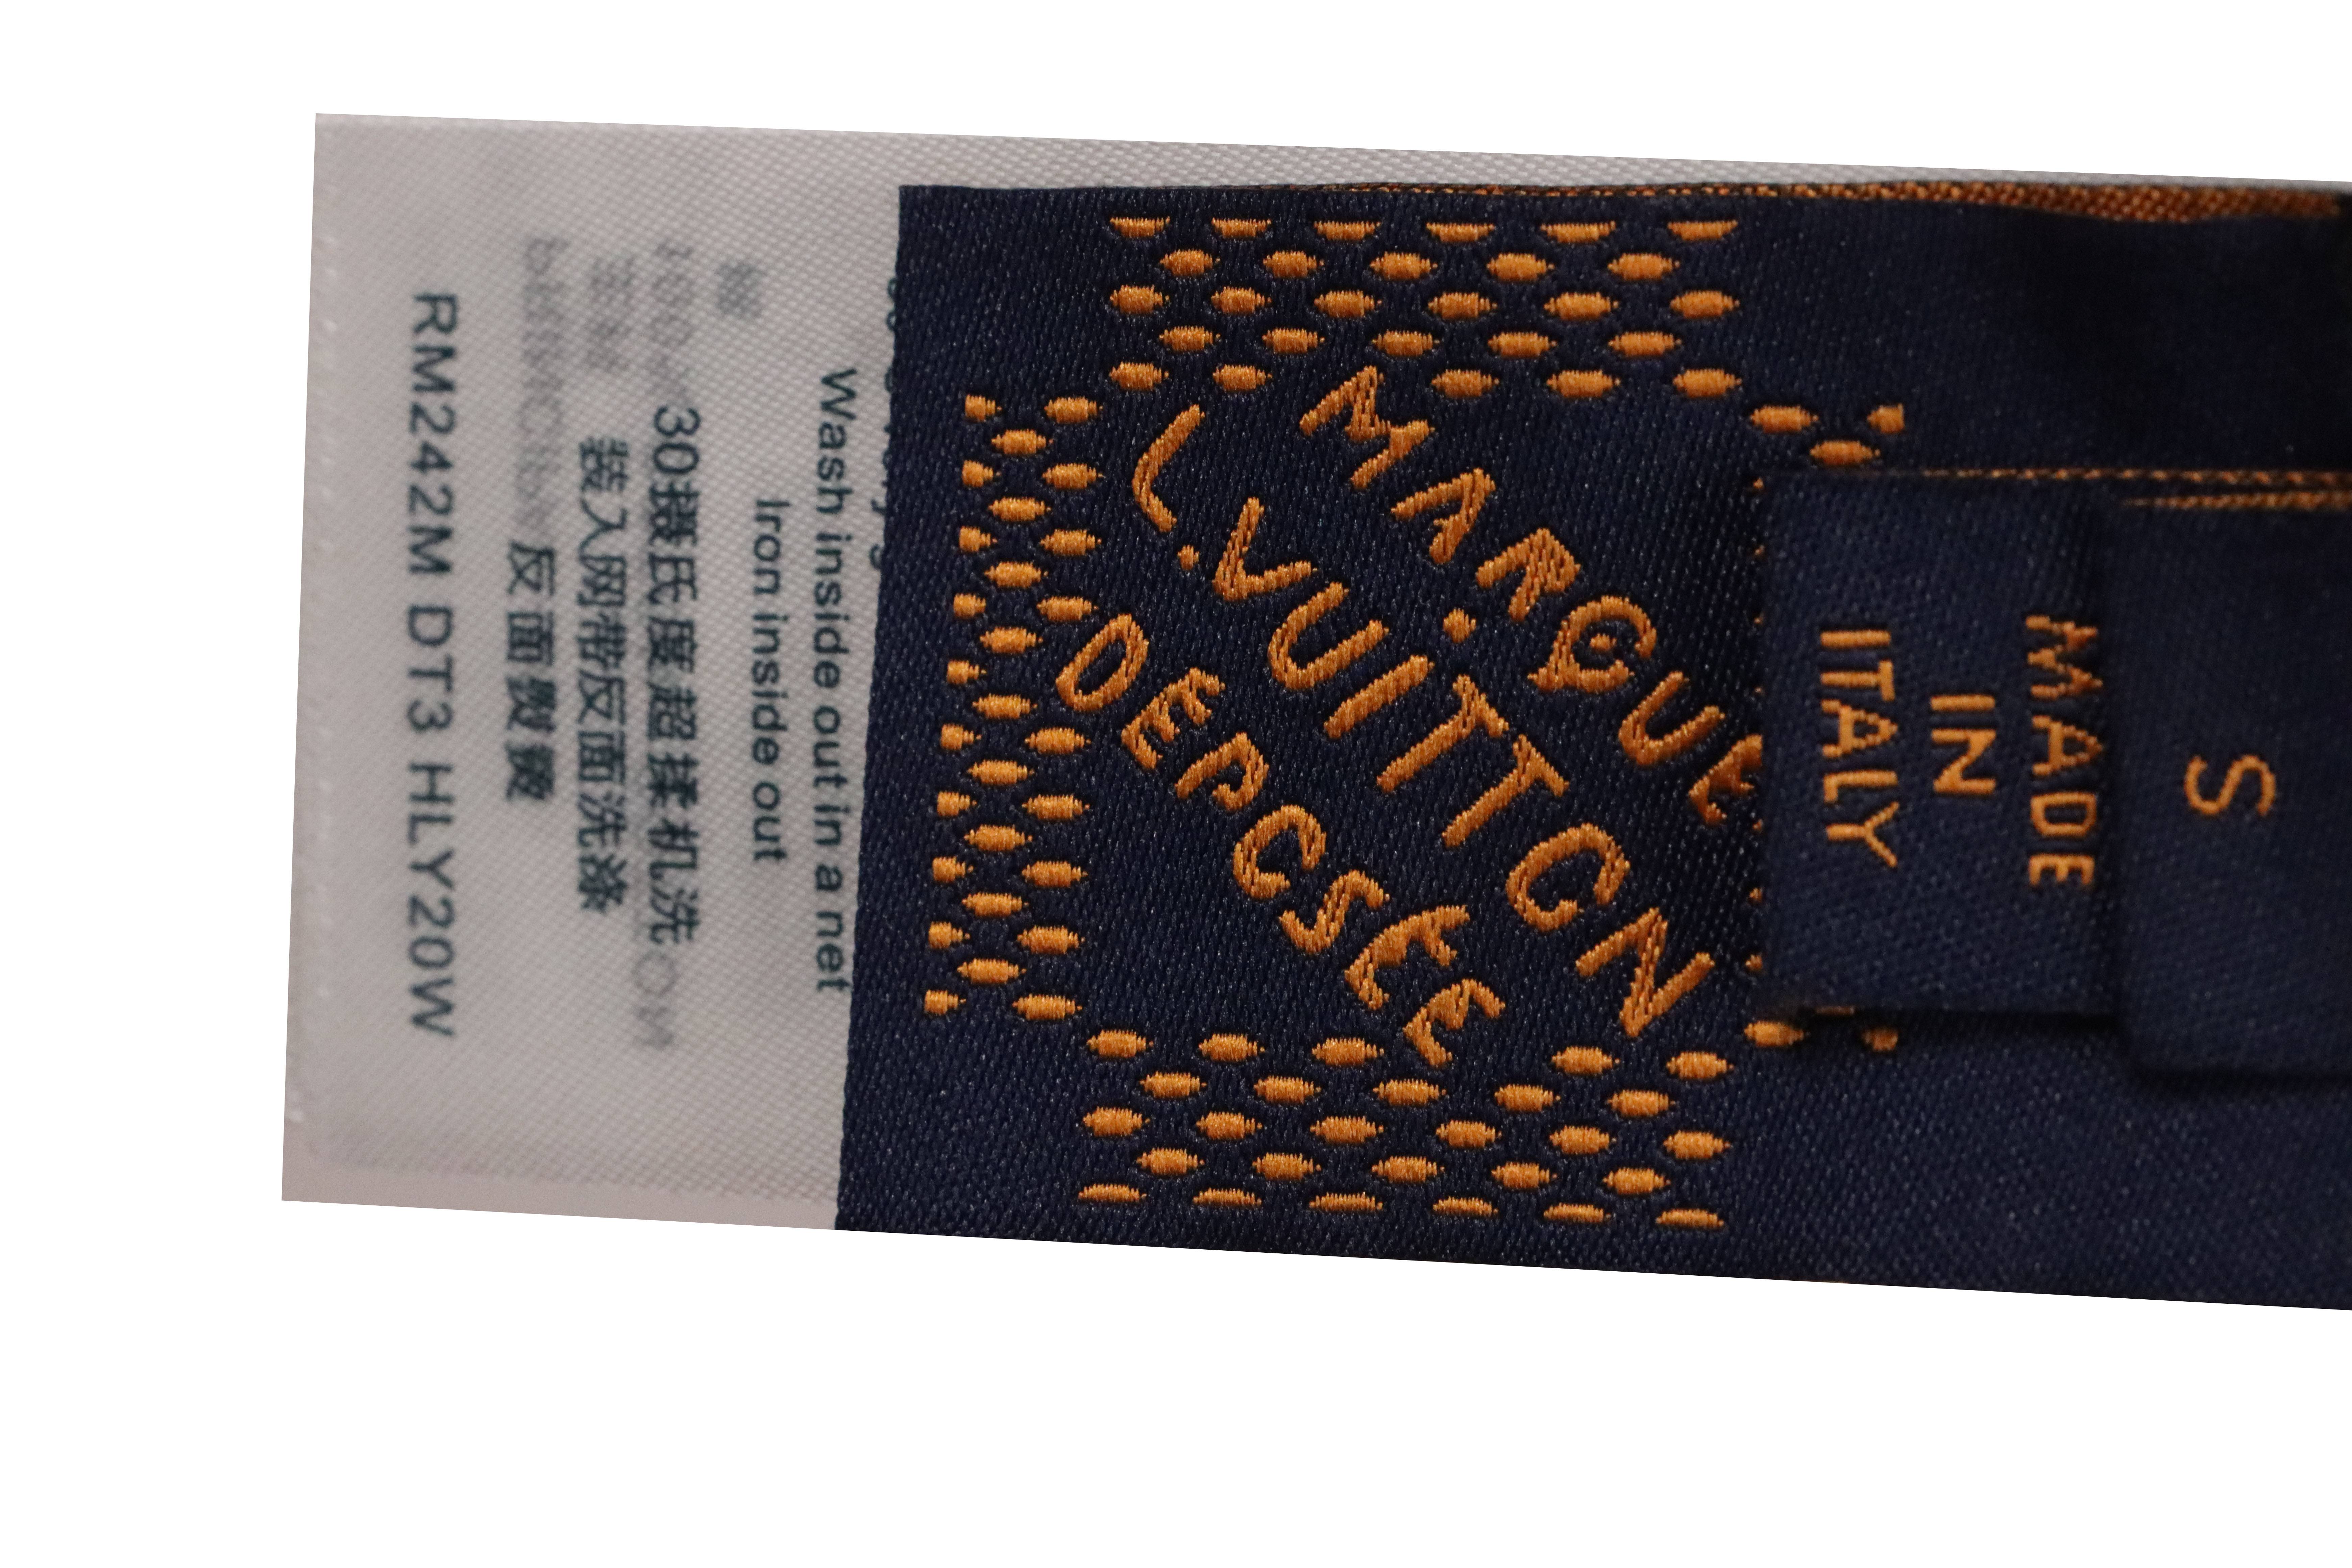 S
MADE
IN
ITALY
MARQUE
L.VUITTON
DEPOSÉE
Wash inside out in a net
Iron inside out
30摄氏度超揉机洗
装入网带反面洗涤
反面熨烫
RM242M DT3 HLY20W